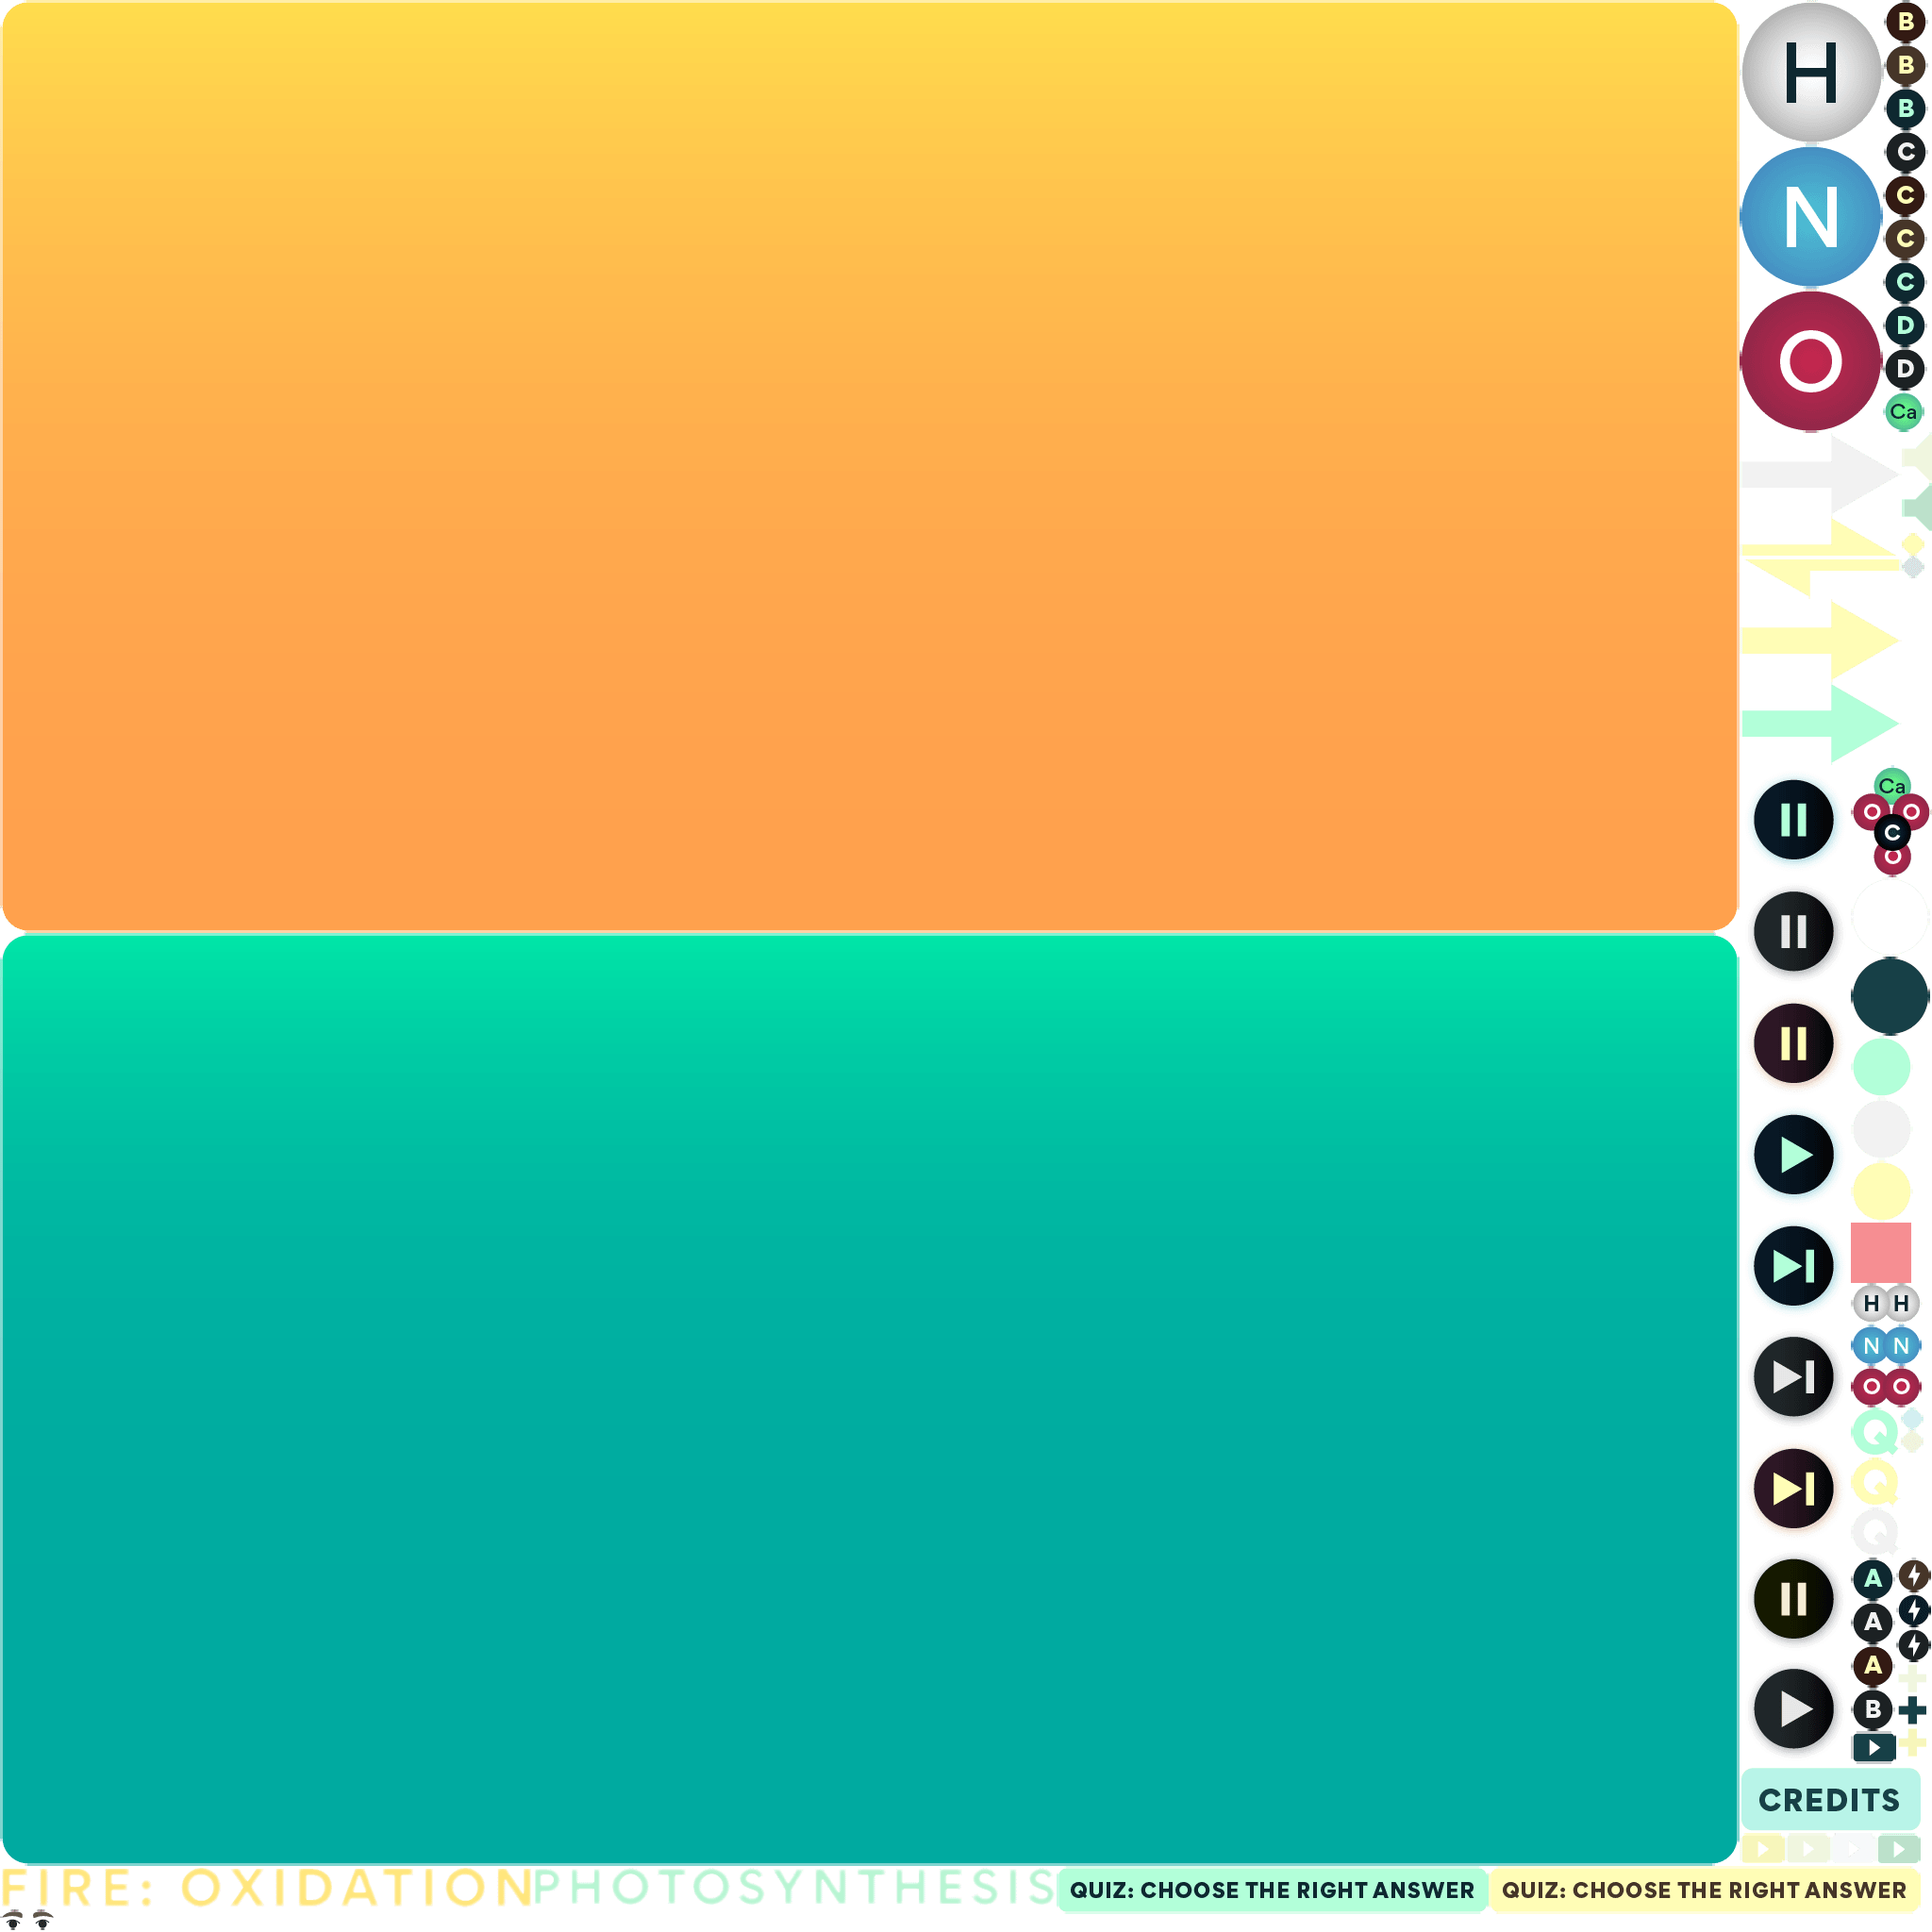 H
N
O
B
B
B
C
C
C
C
D
D
Ca
Ca
O O
C
O
H H
N N
O O
Q
Q
Q
A
A
A
B
CREDITS
FIRE: OXIDATION
PHOTOSYNTHESIS
QUIZ: CHOOSE THE RIGHT ANSWER
QUIZ: CHOOSE THE RIGHT ANSWER